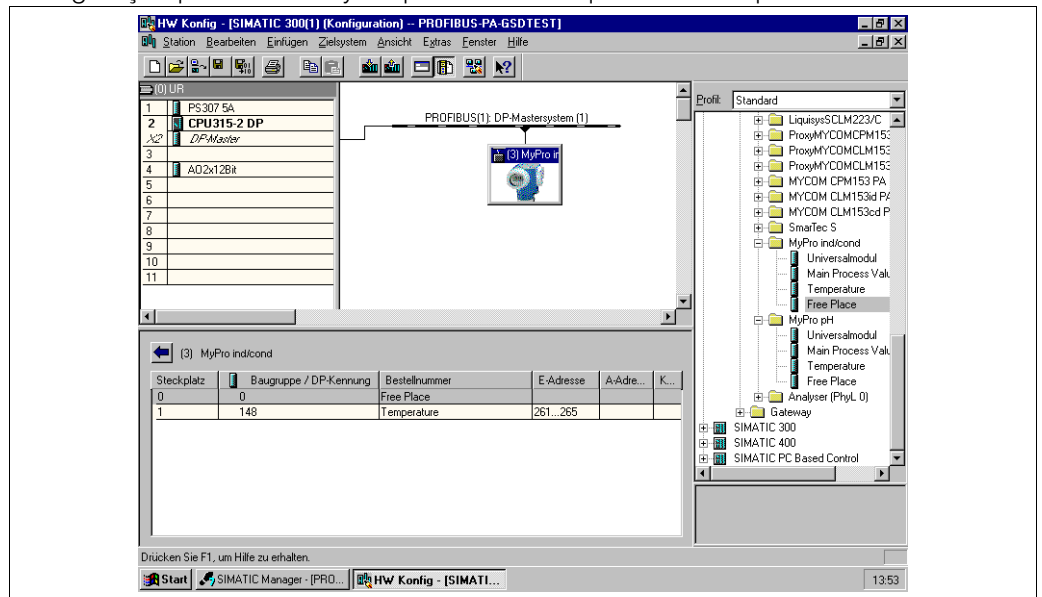 HW Konfig - [SIMATIC 300(1) (Konfiguration) -- PROFIBUS-PA-GSDTEST]
Station Bearbeiten Einfügen Zielsystem Ansicht Extras Fenster Hilfe
(0) UR
1 PS307 5A
2 CPU315-2 DP
X2 DP-Master
3
4 AO2x12Bit
5
6
7
8
9
10
11
PROFIBUS(1): DP-Mastersystem (1)
(3) MyPro in
Profil: Standard
LiquisysSCLM223/C
ProxyMYCOMCPM153
ProxyMYCOMCLM153
ProxyMYCOMCLM153
MYCOM CPM153 PA
MYCOM CLM153id PA
MYCOM CLM153cd P
SmarTec S
MyPro ind/cond
Universalmodul
Main Process Valu
Temperature
Free Place
MyPro pH
Universalmodul
Main Process Valu
Temperature
Free Place
Analyser (PhyL 0)
Gateway
SIMATIC 300
SIMATIC 400
SIMATIC PC Based Control
(3) MyPro ind/cond
Steckplatz Baugruppe / DP-Kennung Bestellnummer E-Adresse A-Adre... K...
0 0 Free Place
1 148 Temperature 261...265
Drücken Sie F1, um Hilfe zu erhalten.
Start SIMATIC Manager - [PRO... HW Konfig - [SIMATI... 13:53